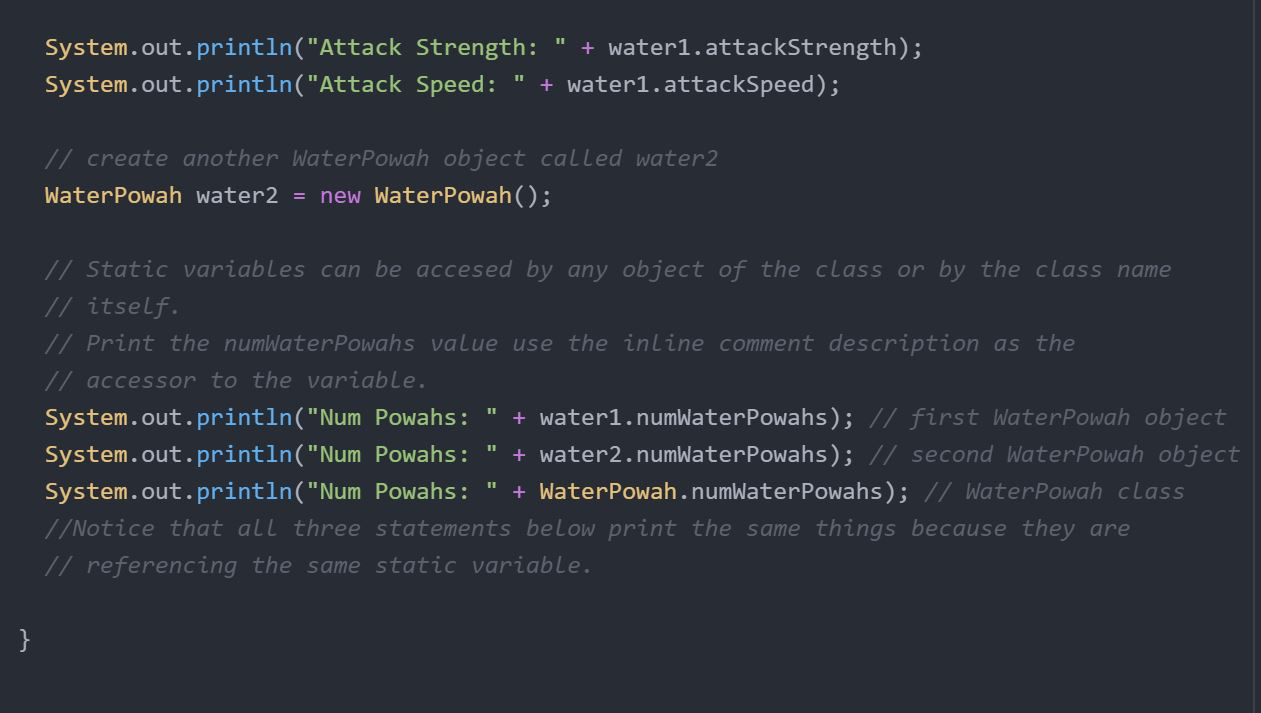 System.out.println("Attack Strength: " + water1.attackStrength);
System.out.println("Attack Speed: " + water1.attackSpeed);
// create another WaterPowah object called water2
WaterPowah water2 = new WaterPowah();
// Static variables can be accesed by any object of the class or by the class name
// itself.
// Print the numWaterPowahs value use the inline comment description as the
// accessor to the variable.
System.out.println("Num Powahs: " + water1.numWaterPowahs); // first WaterPowah object
System.out.println("Num Powahs: " + water2.numWaterPowahs); // second WaterPowah object
System.out.println("Num Powahs: " + WaterPowah.numWaterPowahs); // WaterPowah class
//Notice that all three statements below print the same things because they are
// referencing the same static variable.
}